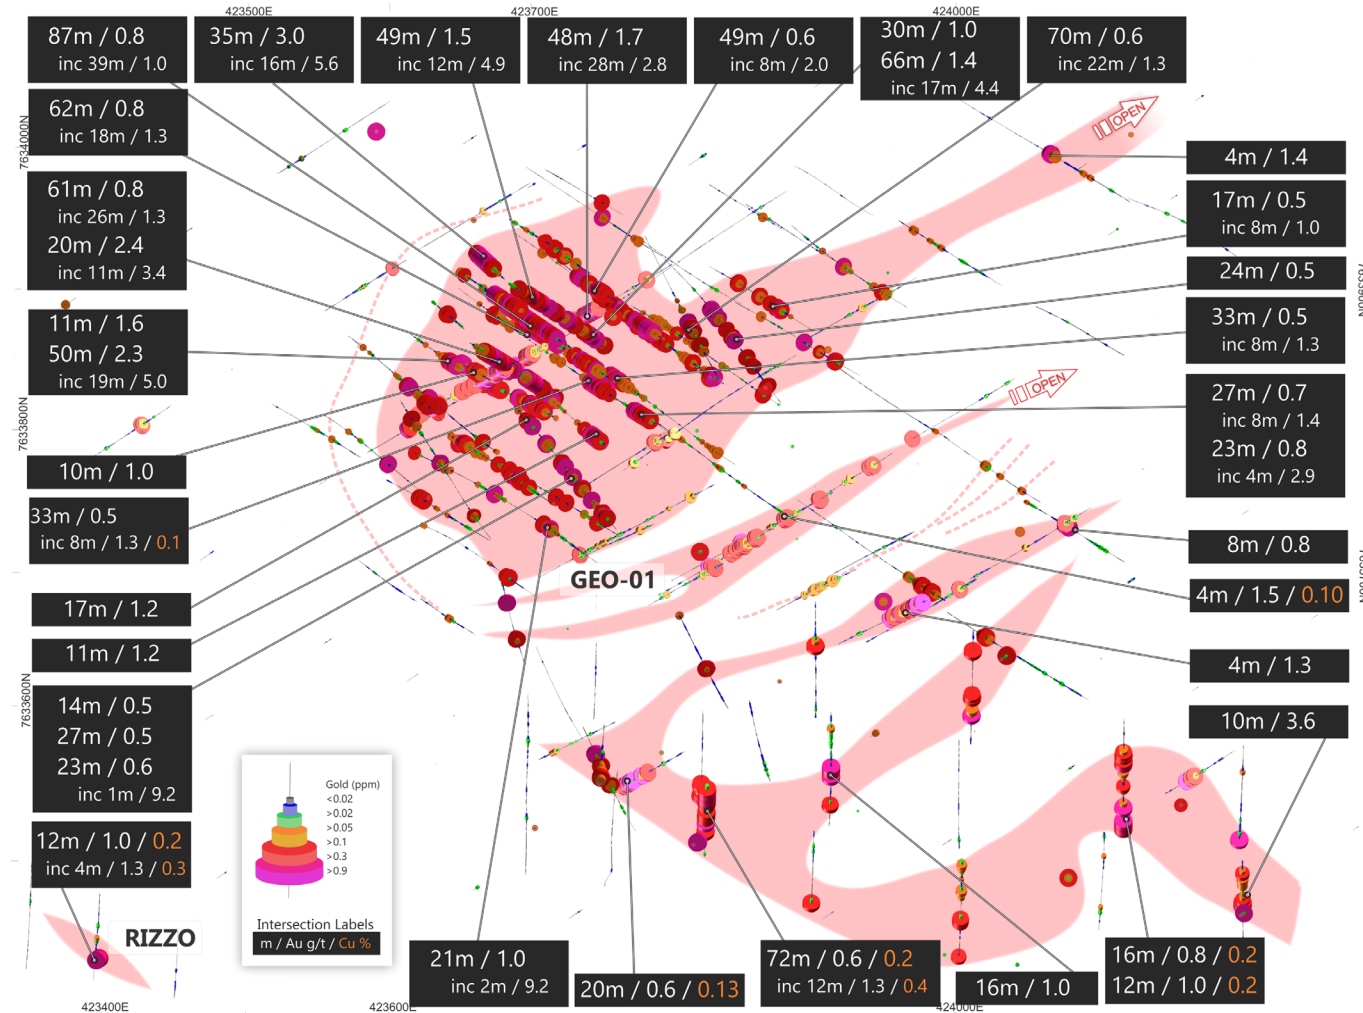 423500E
423700E
424000E
87m / 0.8
inc 39m / 1.0
35m / 3.0
inc 16m / 5.6
49m / 1.5
inc 12m / 4.9
48m / 1.7
inc 28m / 2.8
49m / 0.6
inc 8m / 2.0
30m / 1.0
66m / 1.4
inc 17m / 4.4
70m / 0.6
inc 22m / 1.3
62m / 0.8
inc 18m / 1.3
7634000N
OPEN
4m / 1.4
61m / 0.8
inc 26m / 1.3
20m / 2.4
inc 11m / 3.4
17m / 0.5
inc 8m / 1.0
24m / 0.5
7633900N
11m / 1.6
50m / 2.3
inc 19m / 5.0
33m / 0.5
inc 8m / 1.3
OPEN
27m / 0.7
inc 8m / 1.4
23m / 0.8
inc 4m / 2.9
7633800N
10m / 1.0
33m / 0.5
inc 8m / 1.3 / 0.1
8m / 0.8
GEO-01
7633700N
4m / 1.5 / 0.10
17m / 1.2
11m / 1.2
4m / 1.3
7633600N
14m / 0.5
27m / 0.5
23m / 0.6
inc 1m / 9.2
10m / 3.6
Gold (ppm)
<0.02
>0.02
>0.05
>0.1
>0.3
>0.9
Intersection Labels
m / Au g/t / Cu %
12m / 1.0 / 0.2
inc 4m / 1.3 / 0.3
RIZZO
21m / 1.0
inc 2m / 9.2
20m / 0.6 / 0.13
72m / 0.6 / 0.2
inc 12m / 1.3 / 0.4
16m / 1.0
16m / 0.8 / 0.2
12m / 1.0 / 0.2
423400E
423600E
424000E